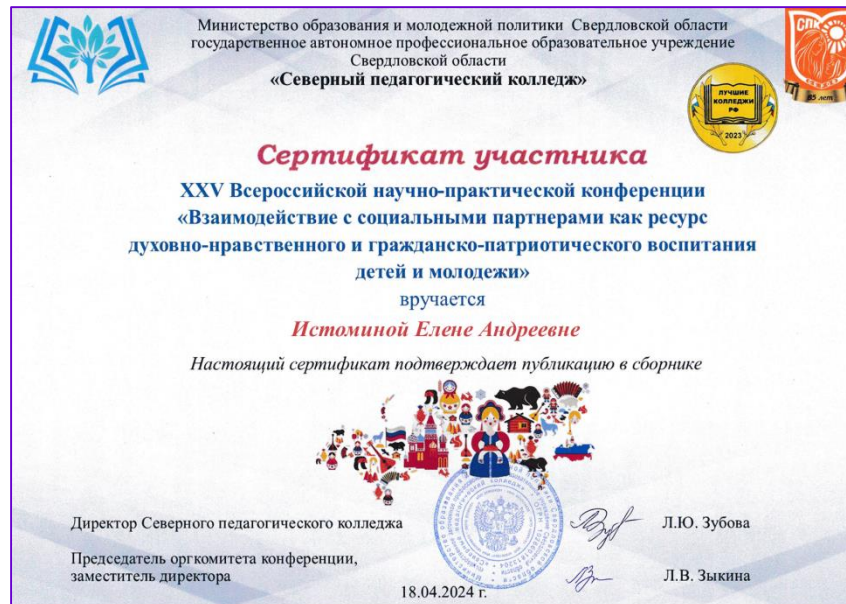 Министерство образования и молодежной политики Свердловской области
государственное автономное профессиональное образовательное учреждение
Свердловской области
«Северный педагогический колледж»
СПК
85 лет
ЛУЧШИЕ
КОЛЛЕДЖИ
РФ
2023
Сертификат участника
XXV Всероссийской научно-практической конференции
«Взаимодействие с социальными партнерами как ресурс
духовно-нравственного и гражданско-патриотического воспитания
детей и молодежи»
вручается
Истоминой Елене Андреевне
Настоящий сертификат подтверждает публикацию в сборнике
Директор Северного педагогического колледжа
Л.Ю. Зубова
Председатель оргкомитета конференции,
заместитель директора
Л.В. Зыкина
18.04.2024 г.